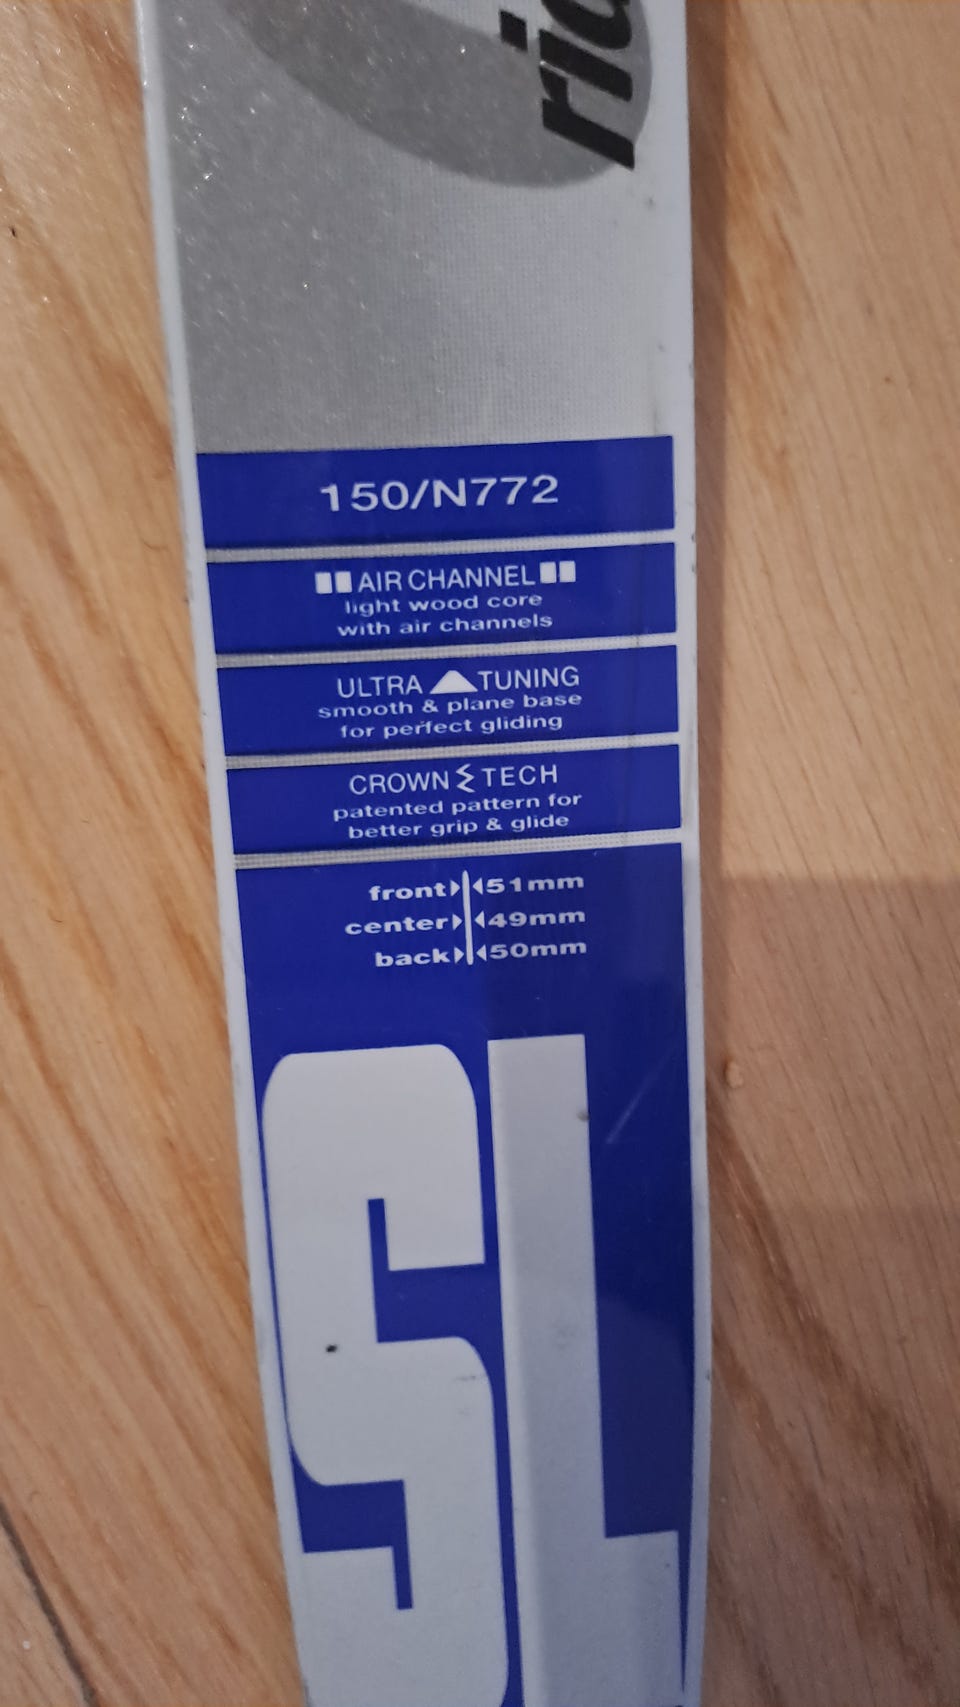 150/N772
AIR CHANNEL
light wood core
with air channels
ULTRA TUNING
smooth & plane base
for perfect gliding
CROWN TECH
patented pattern for
better grip & glide
front 51mm
center 49mm
back 50mm
SL